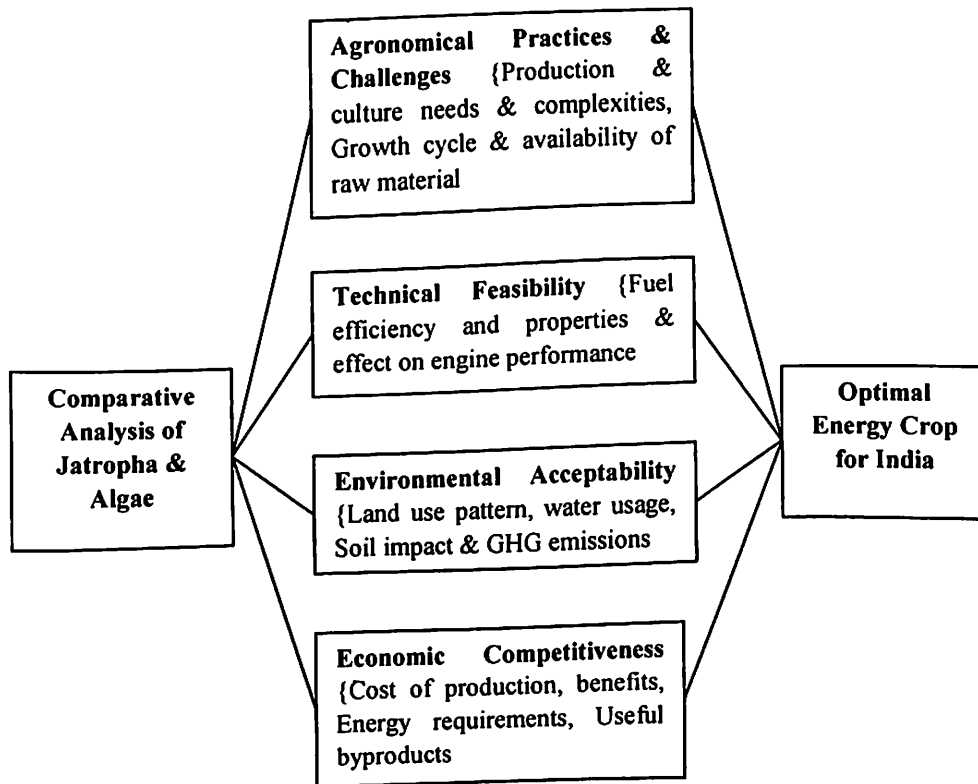 Comparative
Analysis of
Jatropha &
Algae
Agronomical Practices &
Challenges {Production &
culture needs & complexities,
Growth cycle & availability of
raw material
Technical Feasibility {Fuel
efficiency and properties &
effect on engine performance
Environmental Acceptability
{Land use pattern, water usage,
Soil impact & GHG emissions
Economic Competitiveness
{Cost of production, benefits,
Energy requirements, Useful
byproducts
Optimal
Energy Crop
for India